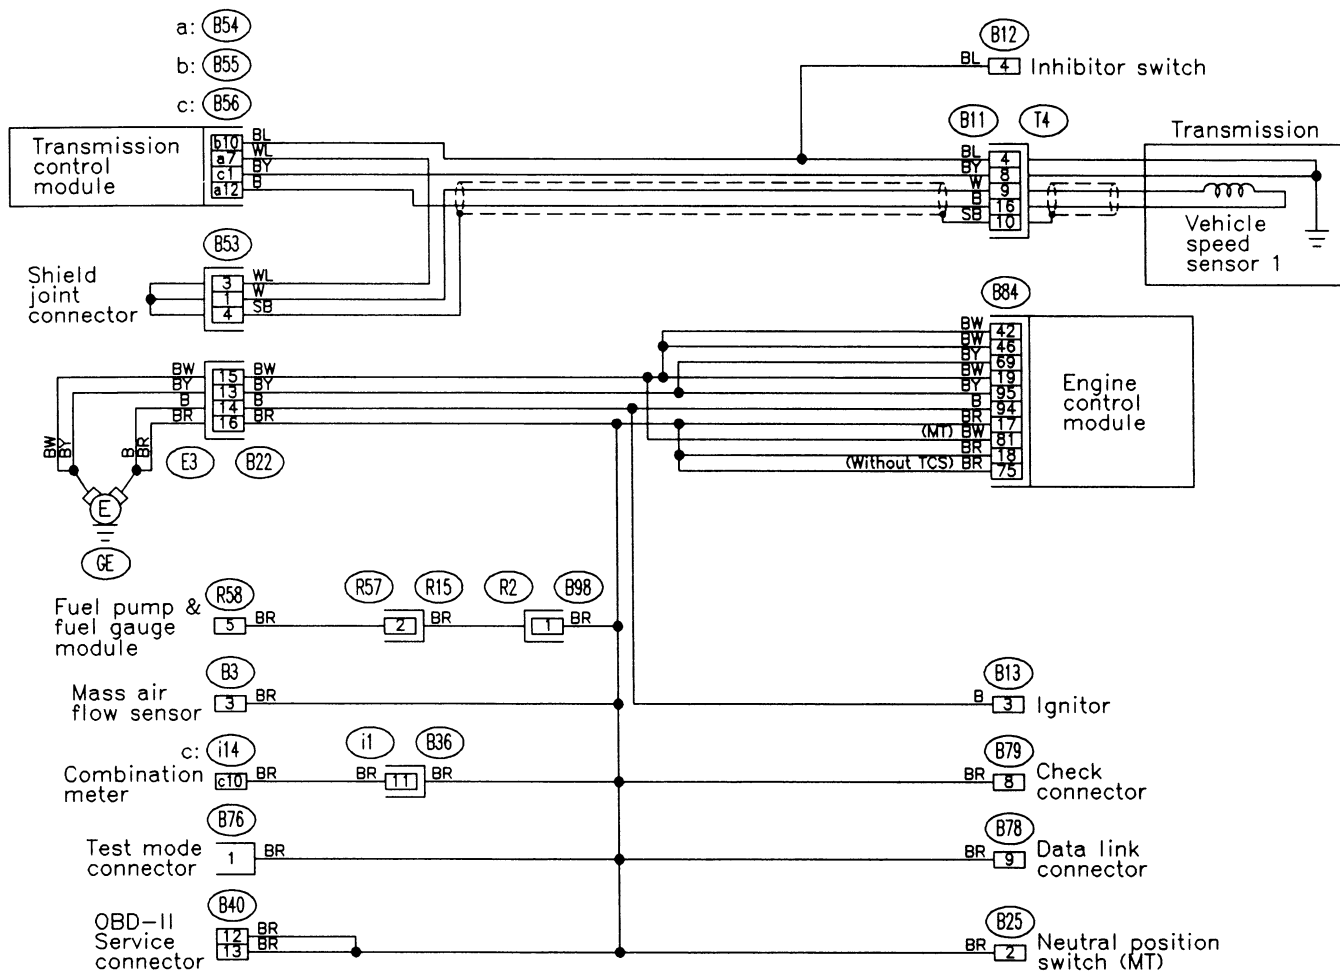 a: B54
b: B55
c: B56
B12
BL 4 Inhibitor switch
B11 T4
Transmission
Transmission
control
module
b10 BL
a7 WL
c1 BY
a12 B
BL 4
BY 8
W 9
B 16
SB 10
Vehicle
speed
sensor 1
B53
Shield
joint
connector
3 WL
1 W
4 SB
B84
BW 42
BW 46
BY 69
BW 19
BY 95
B 94
BR 17
(MT) BW 81
BR 18
(Without TCS) BR 75
Engine
control
module
BW 15 BW
BY 13 BY
B 14 B
BR 16 BR
BW
BY
B
BR
E3 B22
E
GE
R58 R57 R15 R2 B98
Fuel pump &
fuel gauge
module
5 BR 2 BR 1 BR
B3
Mass air
flow sensor
3 BR
B13
B 3 Ignitor
c: i14 i1 B36
Combination
meter
c10 BR BR 11 BR
B79
BR 8 Check
connector
B76
Test mode
connector
1 BR
B78
BR 9 Data link
connector
B40
OBD-II
Service
connector
12 BR
13 BR
B25
BR 2 Neutral position
switch (MT)